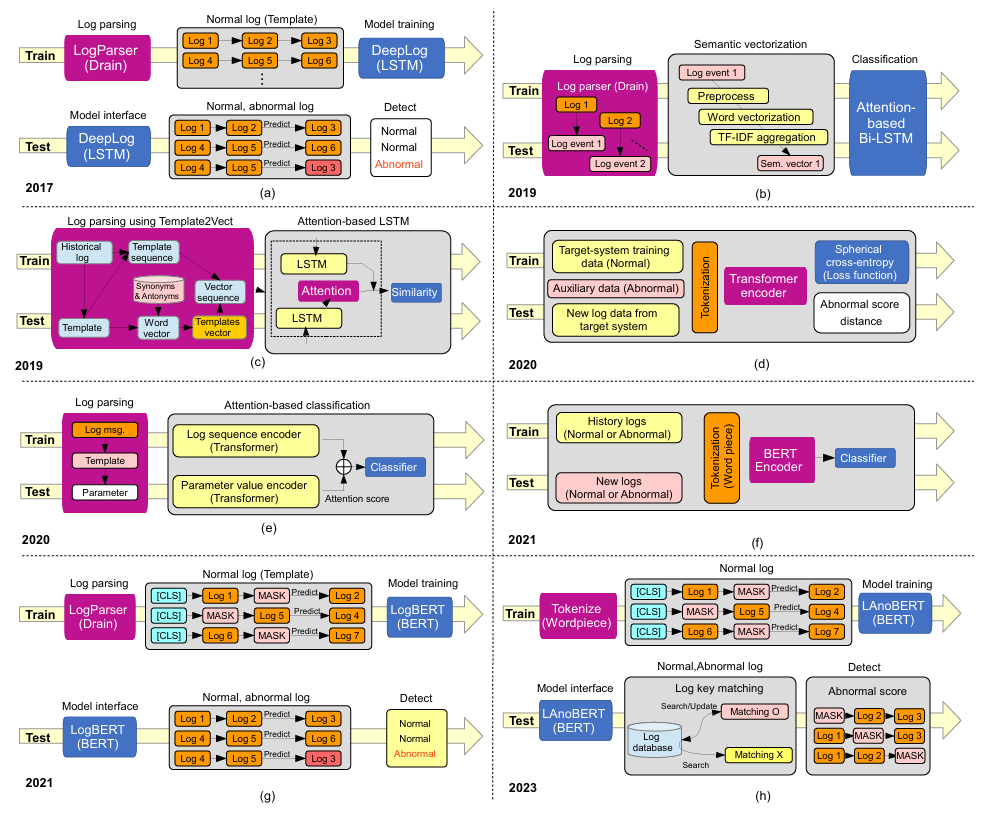 Log parsing
Normal log (Template)
Model training
Train
LogParser
(Drain)
Log 1
Log 2
Log 3
Log 4
Log 5
Log 6
DeepLog
(LSTM)
Model interface
Normal, abnormal log
Detect
Test
DeepLog
(LSTM)
Log 1
Log 2
Predict
Log 3
Log 4
Log 5
Predict
Log 6
Log 4
Log 5
Predict
Log 3
Normal
Normal
Abnormal
2017
(a)
Log parsing
Semantic vectorization
Classification
Train
Test
Log parser (Drain)
Log 1
Log 2
Log event 1
Log event 2
Log event 1
Preprocess
Word vectorization
TF-IDF aggregation
Sem. vector 1
Attention-
based
Bi-LSTM
2019
(b)
Log parsing using Template2Vect
Attention-based LSTM
Train
Test
Historical
log
Template
sequence
Synonyms
& Antonyms
Vector
sequence
Template
Word
vector
Templates
vector
LSTM
Attention
LSTM
Similarity
2019
(c)
Train
Test
Target-system training
data (Normal)
Auxiliary data (Abnormal)
New log data from
target system
Tokenization
Transformer
encoder
Spherical
cross-entropy
(Loss function)
Abnormal score
distance
2020
(d)
Log parsing
Attention-based classification
Train
Test
Log msg.
Template
Parameter
Log sequence encoder
(Transformer)
Parameter value encoder
(Transformer)
Attention score
Classifier
2020
(e)
Train
Test
History logs
(Normal or Abnormal)
New logs
(Normal or Abnormal)
Tokenization
(Word piece)
BERT
Encoder
Classifier
2021
(f)
Log parsing
Normal log (Template)
Model training
Train
LogParser
(Drain)
[CLS]
Log 1
MASK
Predict
Log 2
[CLS]
MASK
Log 5
Predict
Log 4
[CLS]
Log 6
MASK
Predict
Log 7
LogBERT
(BERT)
Model interface
Normal, abnormal log
Detect
Test
LogBERT
(BERT)
Log 1
Log 2
Predict
Log 3
Log 4
Log 5
Predict
Log 6
Log 4
Log 5
Predict
Log 3
Normal
Normal
Abnormal
2021
(g)
Normal log
Model training
Train
Tokenize
(Wordpiece)
[CLS]
Log 1
MASK
Predict
Log 2
[CLS]
MASK
Log 5
Predict
Log 4
[CLS]
Log 6
MASK
Predict
Log 7
LAnoBERT
(BERT)
Model interface
Normal,Abnormal log
Detect
Test
LAnoBERT
(BERT)
Log key matching
Search/Update
Matching O
Log
database
Search
Matching X
Abnormal score
MASK
Log 2
Log 3
Log 1
MASK
Log 3
Log 1
Log 2
MASK
2023
(h)